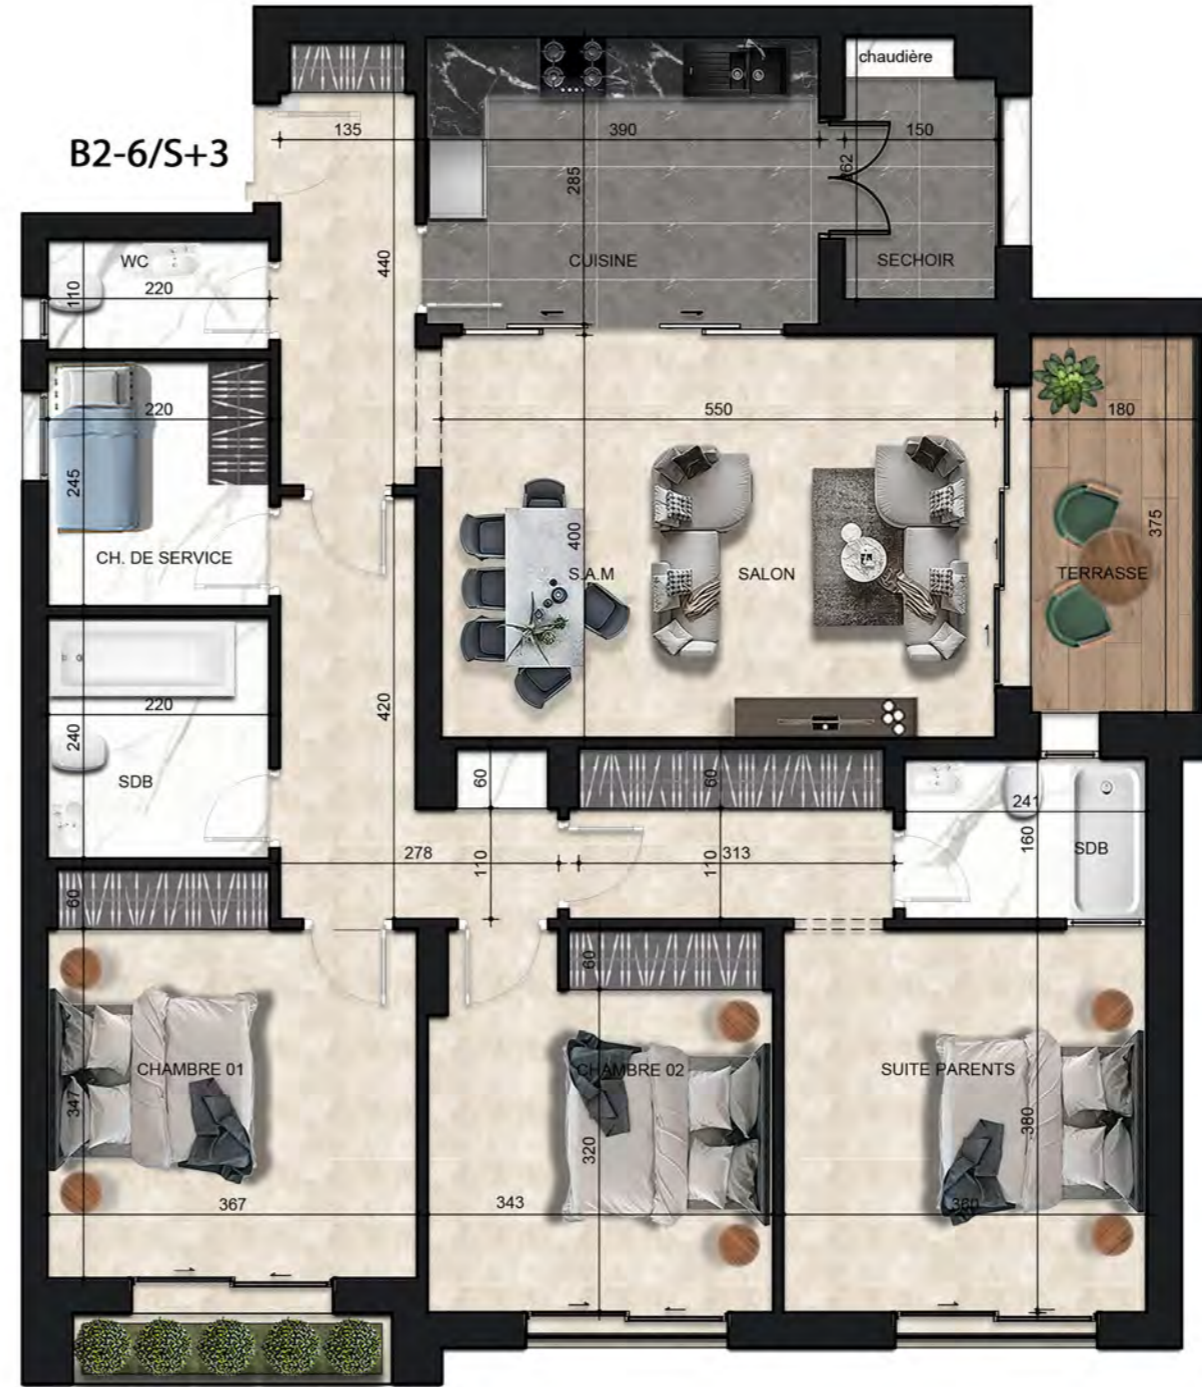 chaudière
135
390
150
B2-6/S+3
62
285
WC
440
CUISINE
SECHOIR
110
220
220
550
180
245
375
400
CH. DE SERVICE
S.A.M
SALON
TERRASSE
220
420
240
SDB
60
60
241
160
278
110
110
313
SDB
60
60
CHAMBRE 01
CHAMBRE 02
SUITE PARENTS
347
320
380
367
343
360